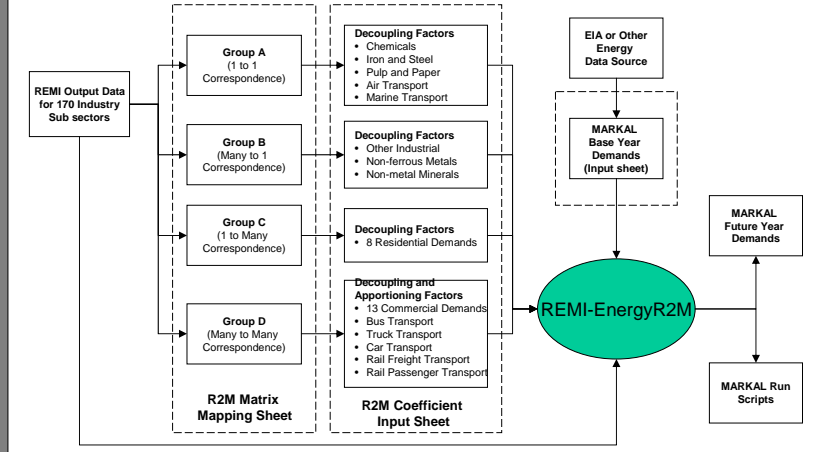 REMI Output Data
for 170 Industry
Sub sectors
Group A
(1 to 1
Correspondence)
Group B
(Many to 1
Correspondence)
Group C
(1 to Many
Correspondence)
Group D
(Many to Many
Correspondence)
R2M Matrix
Mapping Sheet
Decoupling Factors
• Chemicals
• Iron and Steel
• Pulp and Paper
• Air Transport
• Marine Transport
Decoupling Factors
• Other Industrial
• Non-ferrous Metals
• Non-metal Minerals
Decoupling Factors
• 8 Residential Demands
Decoupling and
Apportioning Factors
• 13 Commercial Demands
• Bus Transport
• Truck Transport
• Car Transport
• Rail Freight Transport
• Rail Passenger Transport
R2M Coefficient
Input Sheet
EIA or Other
Energy
Data Source
MARKAL
Base Year
Demands
(Input sheet)
REMI-EnergyR2M
MARKAL
Future Year
Demands
MARKAL Run
Scripts